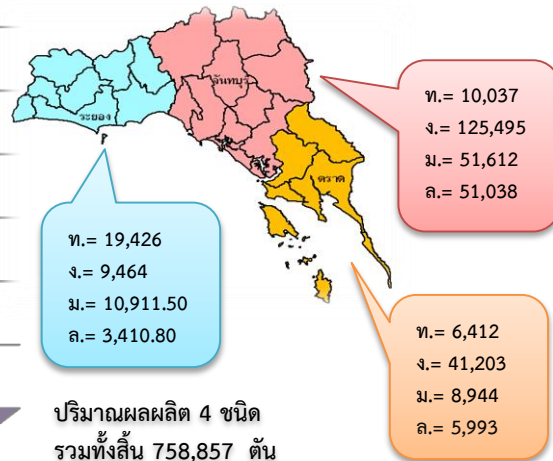 จันทบุรี
ระยอง
ตราด
ท.= 10,037
ง.= 125,495
ม.= 51,612
ล.= 51,038
ท.= 19,426
ง.= 9,464
ม.= 10,911.50
ล.= 3,410.80
ท.= 6,412
ง.= 41,203
ม.= 8,944
ล.= 5,993
ปริมาณผลผลิต 4 ชนิด
รวมทั้งสิ้น 758,857 ตัน